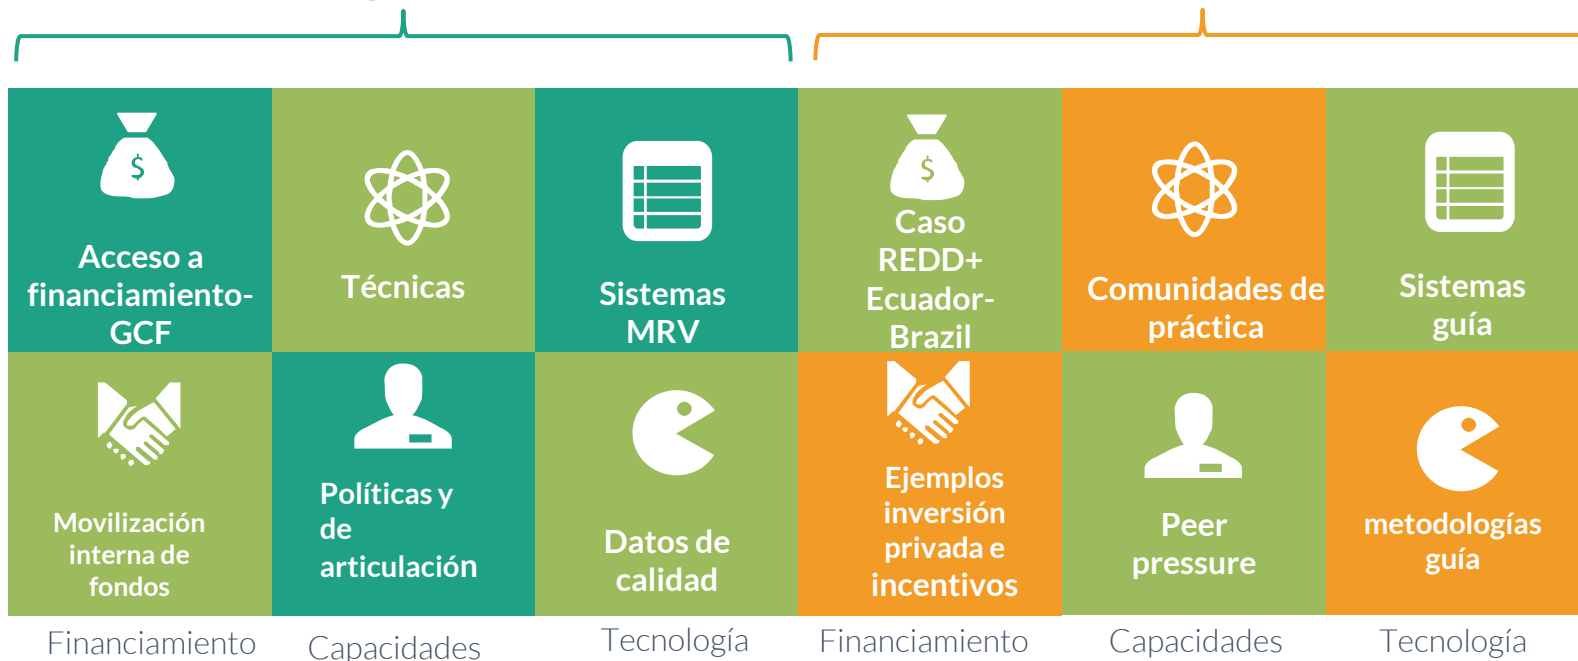 $
$
Acceso a
financiamiento-
GCF
Técnicas
Sistemas
MRV
Caso
REDD+
Ecuador-
Brazil
Comunidades de
práctica
Sistemas
guía
Movilización
interna de
fondos
Políticas y
de
articulación
Datos de
calidad
Ejemplos
inversión
privada e
incentivos
Peer
pressure
metodologías
guía
Financiamiento
Capacidades
Tecnología
Financiamiento
Capacidades
Tecnología